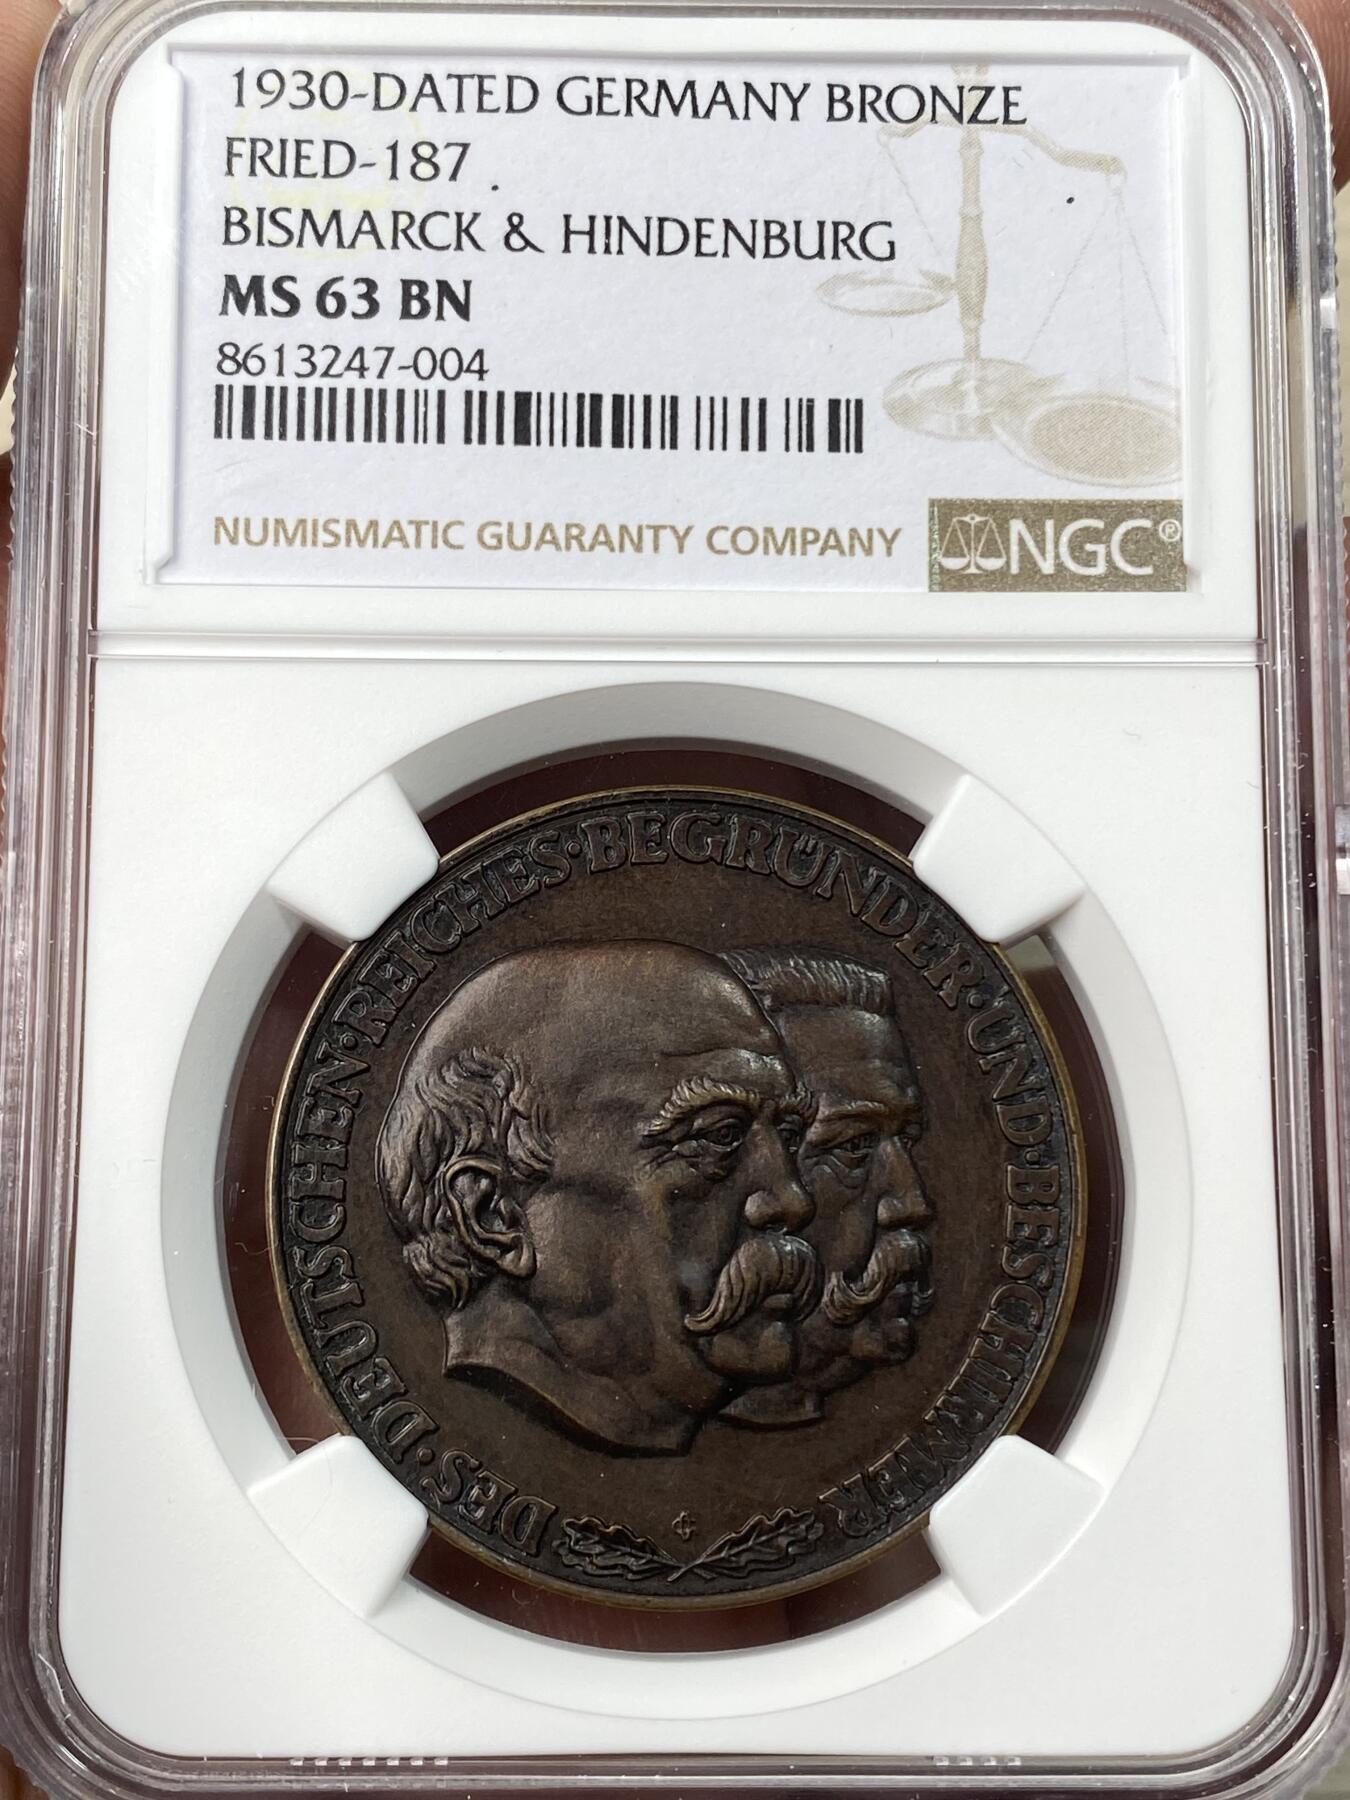 1930-DATED GERMANY BRONZE
FRIED-187
BISMARCK & HINDENBURG
MS 63 BN
8613247-004
NUMISMATIC GUARANTY COMPANY
NGC®
DES·DEUTSCHEN·REICHES·BEGRÜNDER·UND·BESCHIRMER